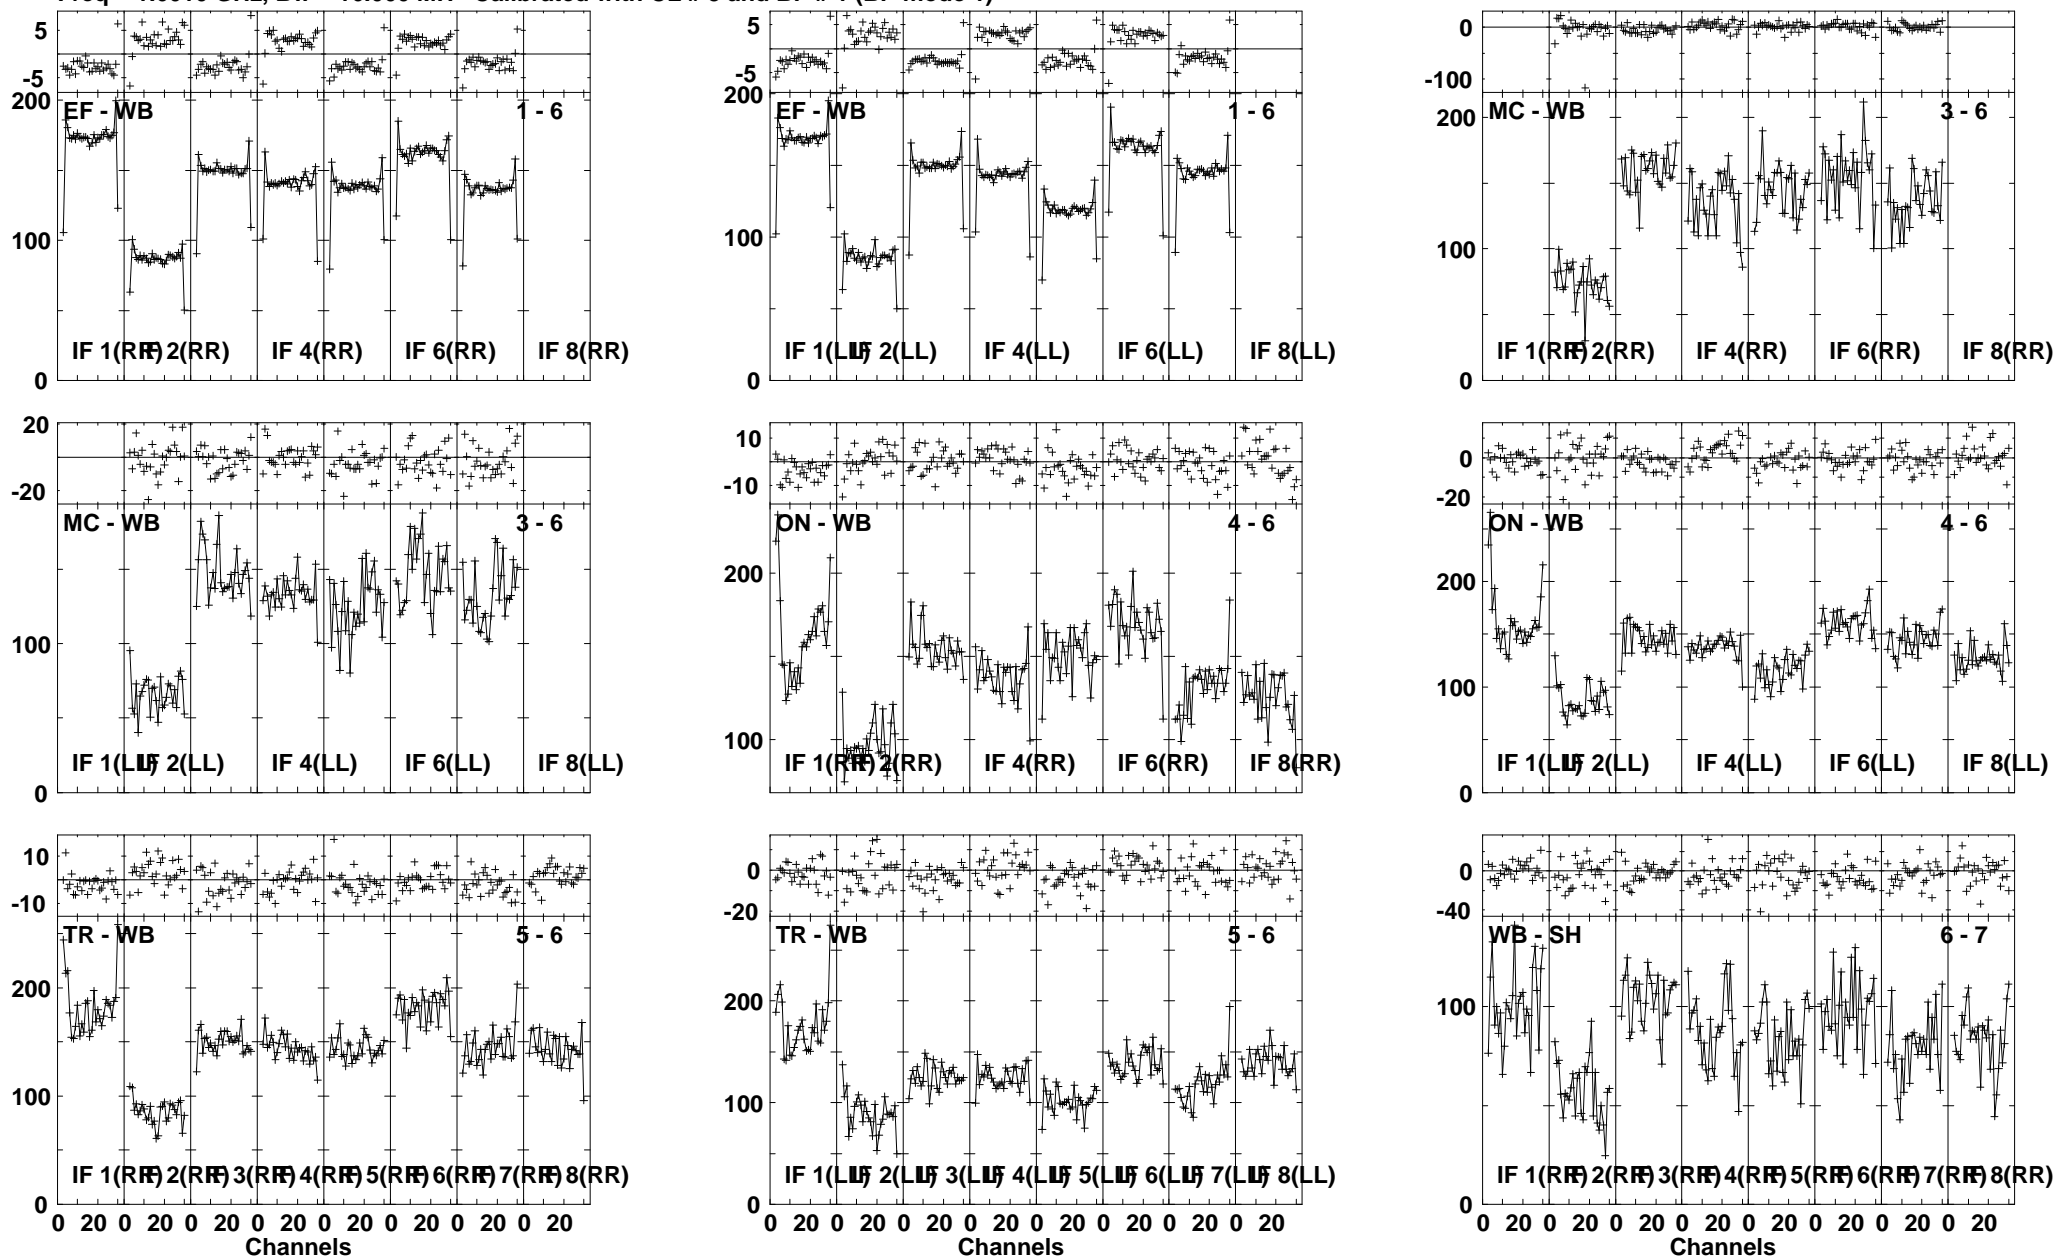 Calibrated with and (BP mode 1)
5
-5
200
EF - WB 1 - 6
100
IF 1(RR) IF 2(RR) IF 4(RR) IF 6(RR) IF 8(RR)
0
5
-5
200
EF - WB 1 - 6
100
IF 1(LL) IF 2(LL) IF 4(LL) IF 6(LL) IF 8(LL)
0
0
-100
200
MC - WB 3 - 6
100
IF 1(RR) IF 2(RR) IF 4(RR) IF 6(RR) IF 8(RR)
0
20
-20
MC - WB 3 - 6
100
IF 1(LL) IF 2(LL) IF 4(LL) IF 6(LL) IF 8(LL)
0
10
-10
ON - WB 4 - 6
200
100
IF 1(RR) IF 2(RR) IF 4(RR) IF 6(RR) IF 8(RR)
0
-20
ON - WB 4 - 6
200
100
IF 1(LL) IF 2(LL) IF 4(LL) IF 6(LL) IF 8(LL)
0
10
-10
TR - WB 5 - 6
200
100
IF 1(RR) IF 2(RR) IF 3(RR) IF 4(RR) IF 5(RR) IF 6(RR) IF 7(RR) IF 8(RR)
0
0 20 0 20 0 20 0 20 0 20 0 20 0 20 0 20
Channels
0
-20
TR - WB 5 - 6
200
100
IF 1(LL) IF 2(LL) IF 3(LL) IF 4(LL) IF 5(LL) IF 6(LL) IF 7(LL) IF 8(LL)
0
0 20 0 20 0 20 0 20 0 20 0 20 0 20 0 20
Channels
0
-40
WB - SH 6 - 7
100
IF 1(RR) IF 2(RR) IF 3(RR) IF 4(RR) IF 5(RR) IF 6(RR) IF 7(RR) IF 8(RR)
0
0 20 0 20 0 20 0 20 0 20 0 20 0 20 0 20
Channels